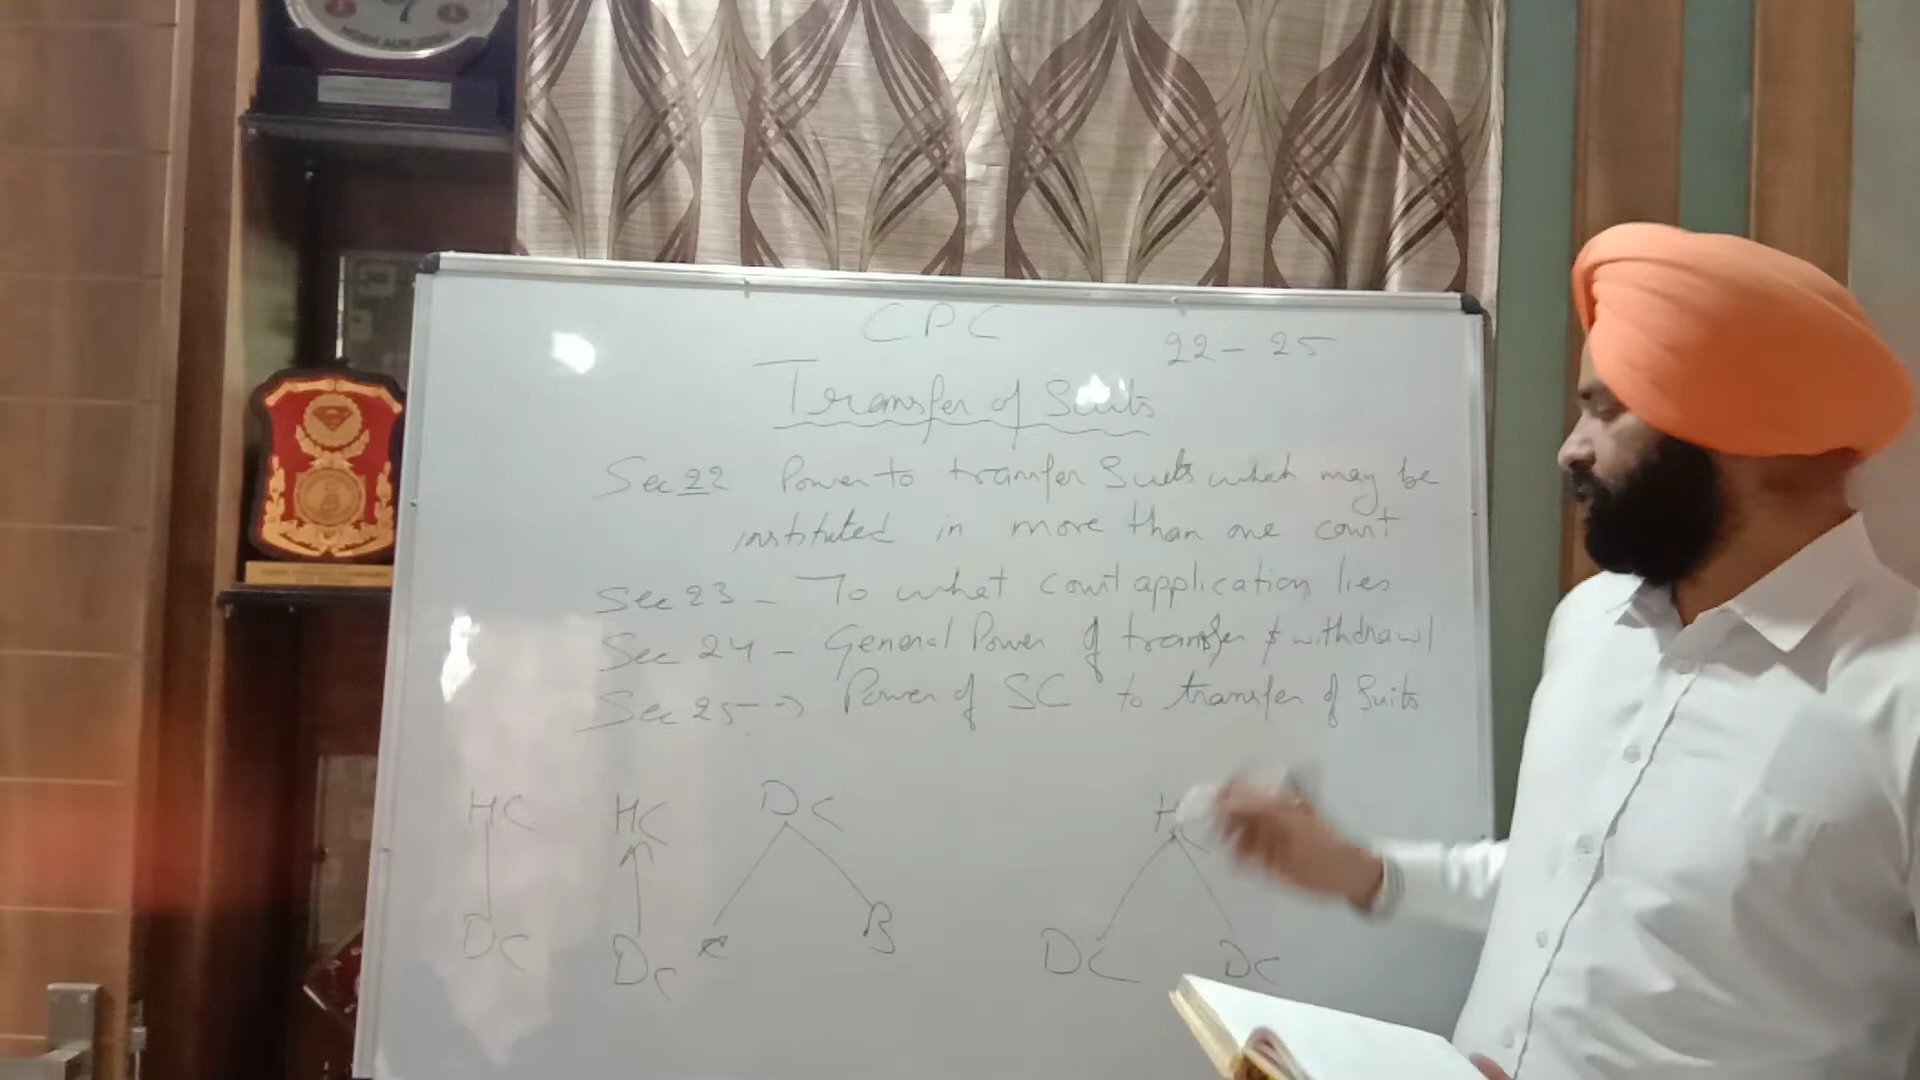 CPC
22 - 25
Transfer of Suits
Sec 22 Power to transfer Suits which may be
instituted in more than one court
Sec 23 - To what court application lies
Sec 24 - General Power of transfer & withdrawl
Sec 25 -> Power of SC to transfer of Suits
HC HC DC
DC DC B
DC DC